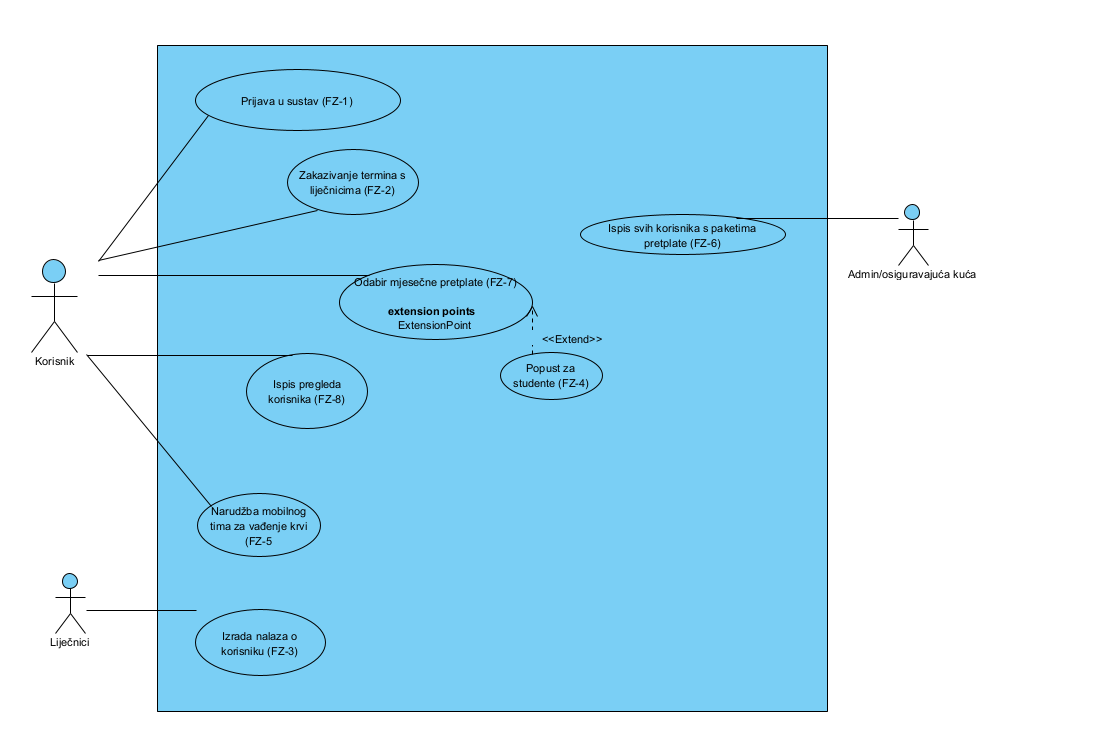 Prijava u sustav (FZ-1)
Zakazivanje termina s
liječnicima (FZ-2)
Ispis svih korisnika s paketima
pretplate (FZ-6)
Admin/osiguravajuća kuća
Odabir mjesečne pretplate (FZ-7)
extension points
ExtensionPoint
<<Extend>>
Popust za
studente (FZ-4)
Korisnik
Ispis pregleda
korisnika (FZ-8)
Narudžba mobilnog
tima za vađenje krvi
(FZ-5
Liječnici
Izrada nalaza o
korisniku (FZ-3)